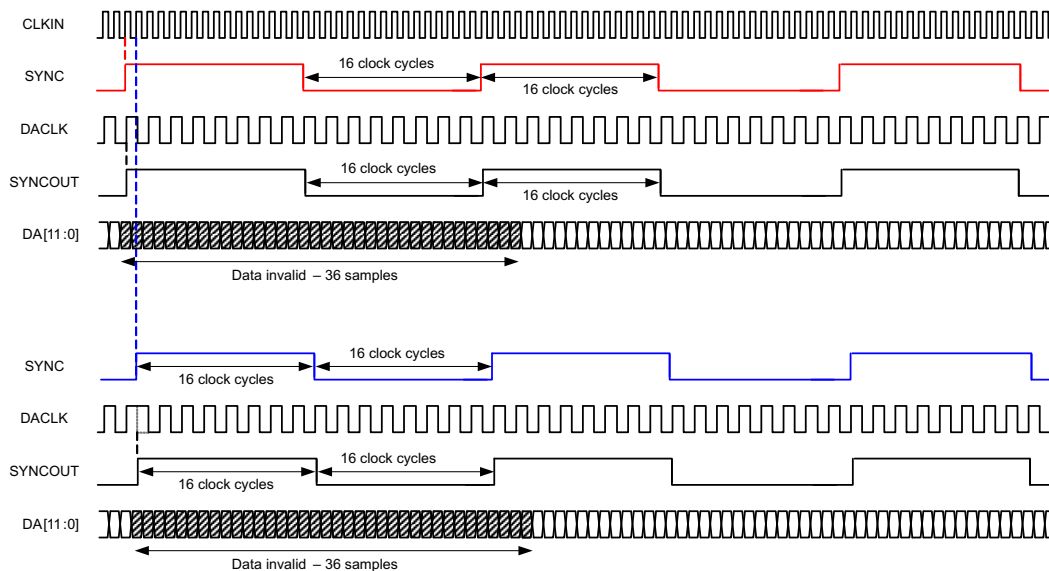 CLKIN
16 clock cycles
SYNC
16 clock cycles
DACLK
16 clock cycles
SYNCOUT
16 clock cycles
DA[11:0]
Data invalid – 36 samples
16 clock cycles
SYNC
16 clock cycles
DACLK
16 clock cycles
SYNCOUT
16 clock cycles
DA[11:0]
Data invalid – 36 samples